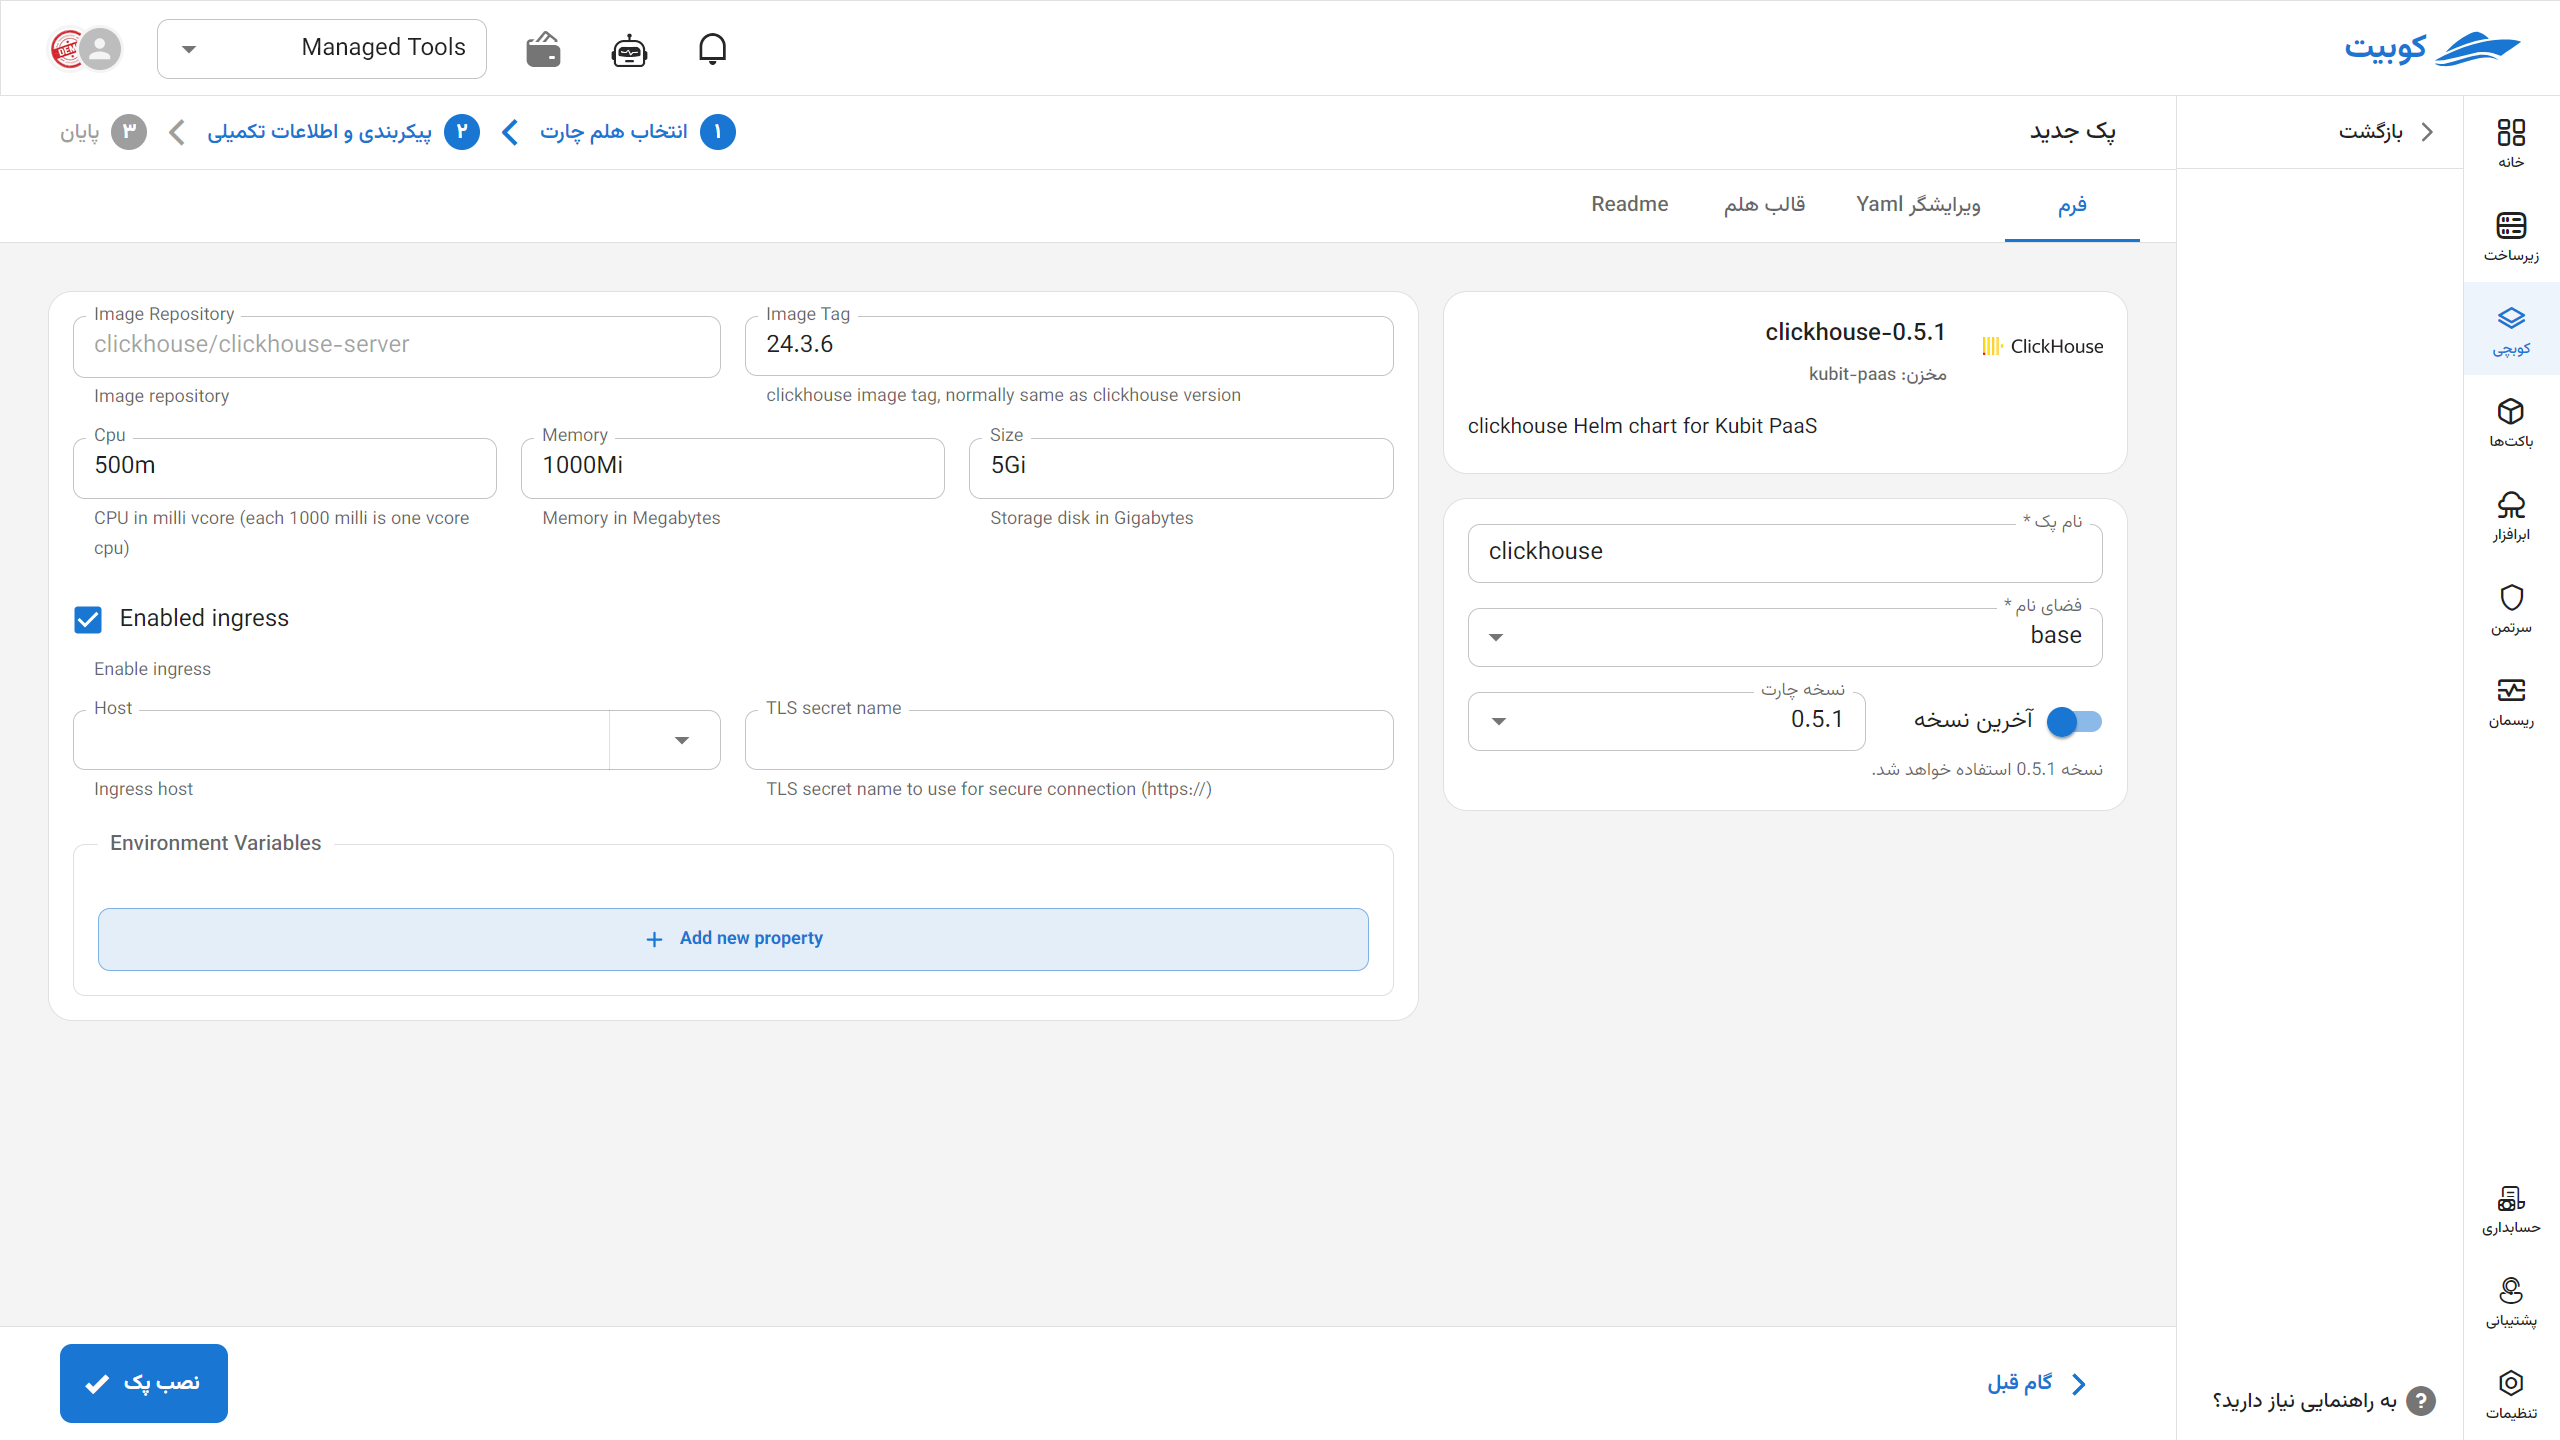 کوبیت
Managed Tools
DEMO
خانه
زیرساخت
کوبچی
باکت‌ها
ابرافزار
سرتمن
ریسمان
حسابداری
پشتیبانی
تنظیمات
بازگشت
به راهنمایی نیاز دارید؟
پک جدید
۱ انتخاب هلم چارت
۲ پیکربندی و اطلاعات تکمیلی
۳ پایان
فرم
ویرایشگر Yaml
قالب هلم
Readme
clickhouse-0.5.1
ClickHouse
مخزن: kubit-paas
clickhouse Helm chart for Kubit PaaS
نام پک *
clickhouse
فضای نام *
base
آخرین نسخه
نسخه چارت
0.5.1
نسخه 0.5.1 استفاده خواهد شد.
Image Repository
clickhouse/clickhouse-server
Image repository
Image Tag
24.3.6
clickhouse image tag, normally same as clickhouse version
Cpu
500m
CPU in milli vcore (each 1000 milli is one vcore
cpu)
Memory
1000Mi
Memory in Megabytes
Size
5Gi
Storage disk in Gigabytes
Enabled ingress
Enable ingress
Host
Ingress host
TLS secret name
TLS secret name to use for secure connection (https://)
Environment Variables
+ Add new property
گام قبل
نصب پک